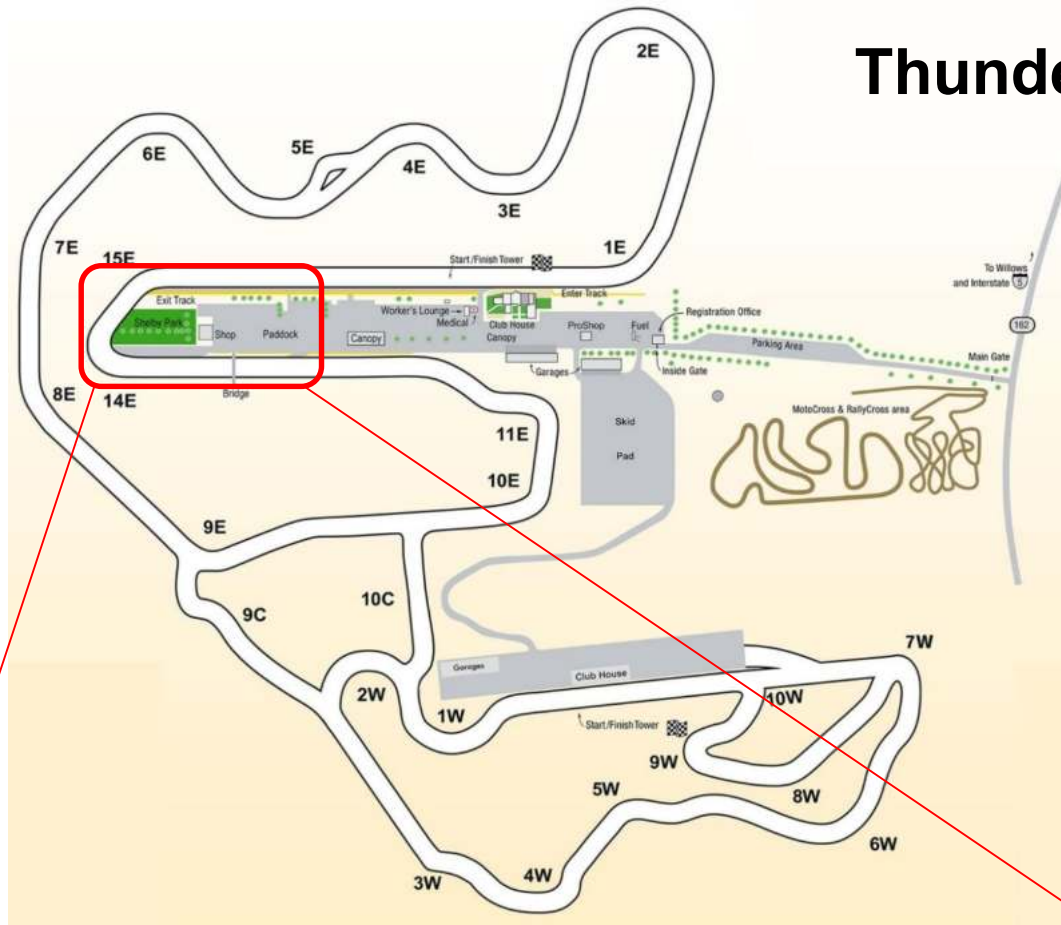 Thunde
2E
5E
6E
4E
3E
7E
15E
1E
Start/Finish Tower
To Willows
and Interstate 5
Exit Track
Enter Track
Shelby Park
Worker's Lounge
Medical
Registration Office
162
Shop
Paddock
Canopy
Club House
Canopy
ProShop
Fuel
Parking Area
Main Gate
Garages
Inside Gate
8E
14E
Bridge
MotoCross & RallyCross area
11E
Skid
Pad
10E
9E
10C
9C
7W
Garages
Club House
2W
1W
10W
Start/Finish Tower
9W
5W
8W
6W
3W
4W